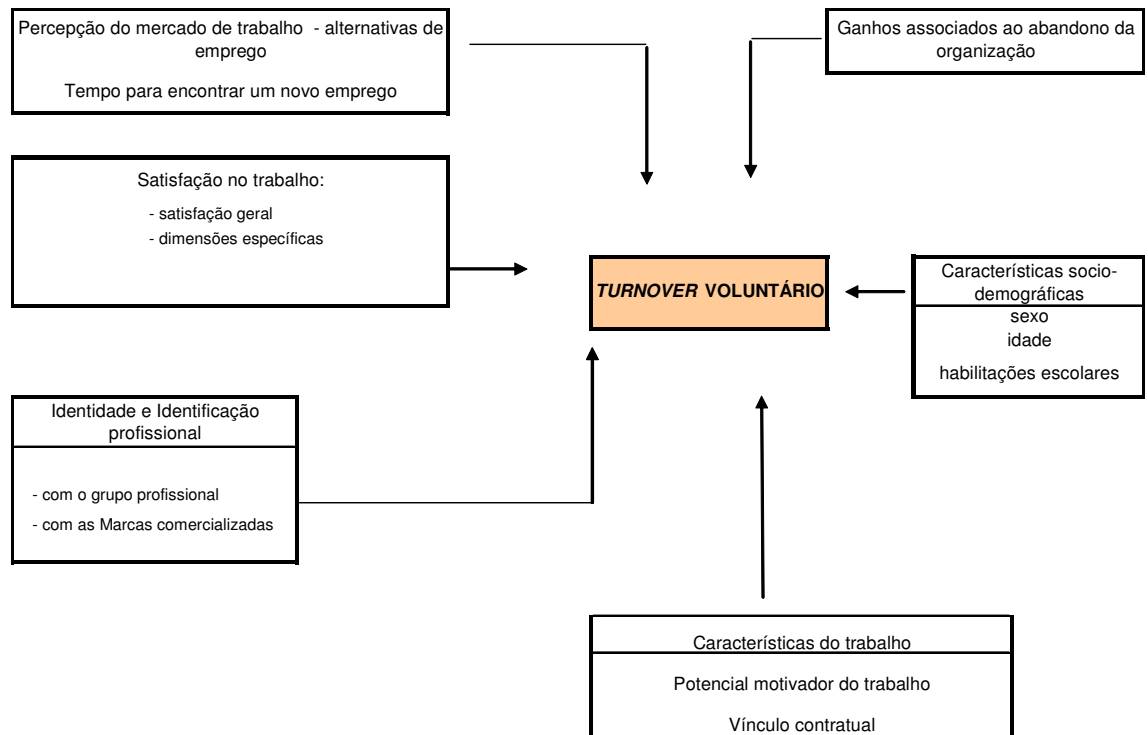 Percepção do mercado de trabalho - alternativas de
emprego
Tempo para encontrar um novo emprego
Ganhos associados ao abandono da
organização
Satisfação no trabalho:
- satisfação geral
- dimensões específicas
TURNOVER VOLUNTÁRIO
Características socio-
demográficas
sexo
idade
habilitações escolares
Identidade e Identificação
profissional
- com o grupo profissional
- com as Marcas comercializadas
Características do trabalho
Potencial motivador do trabalho
Vínculo contratual